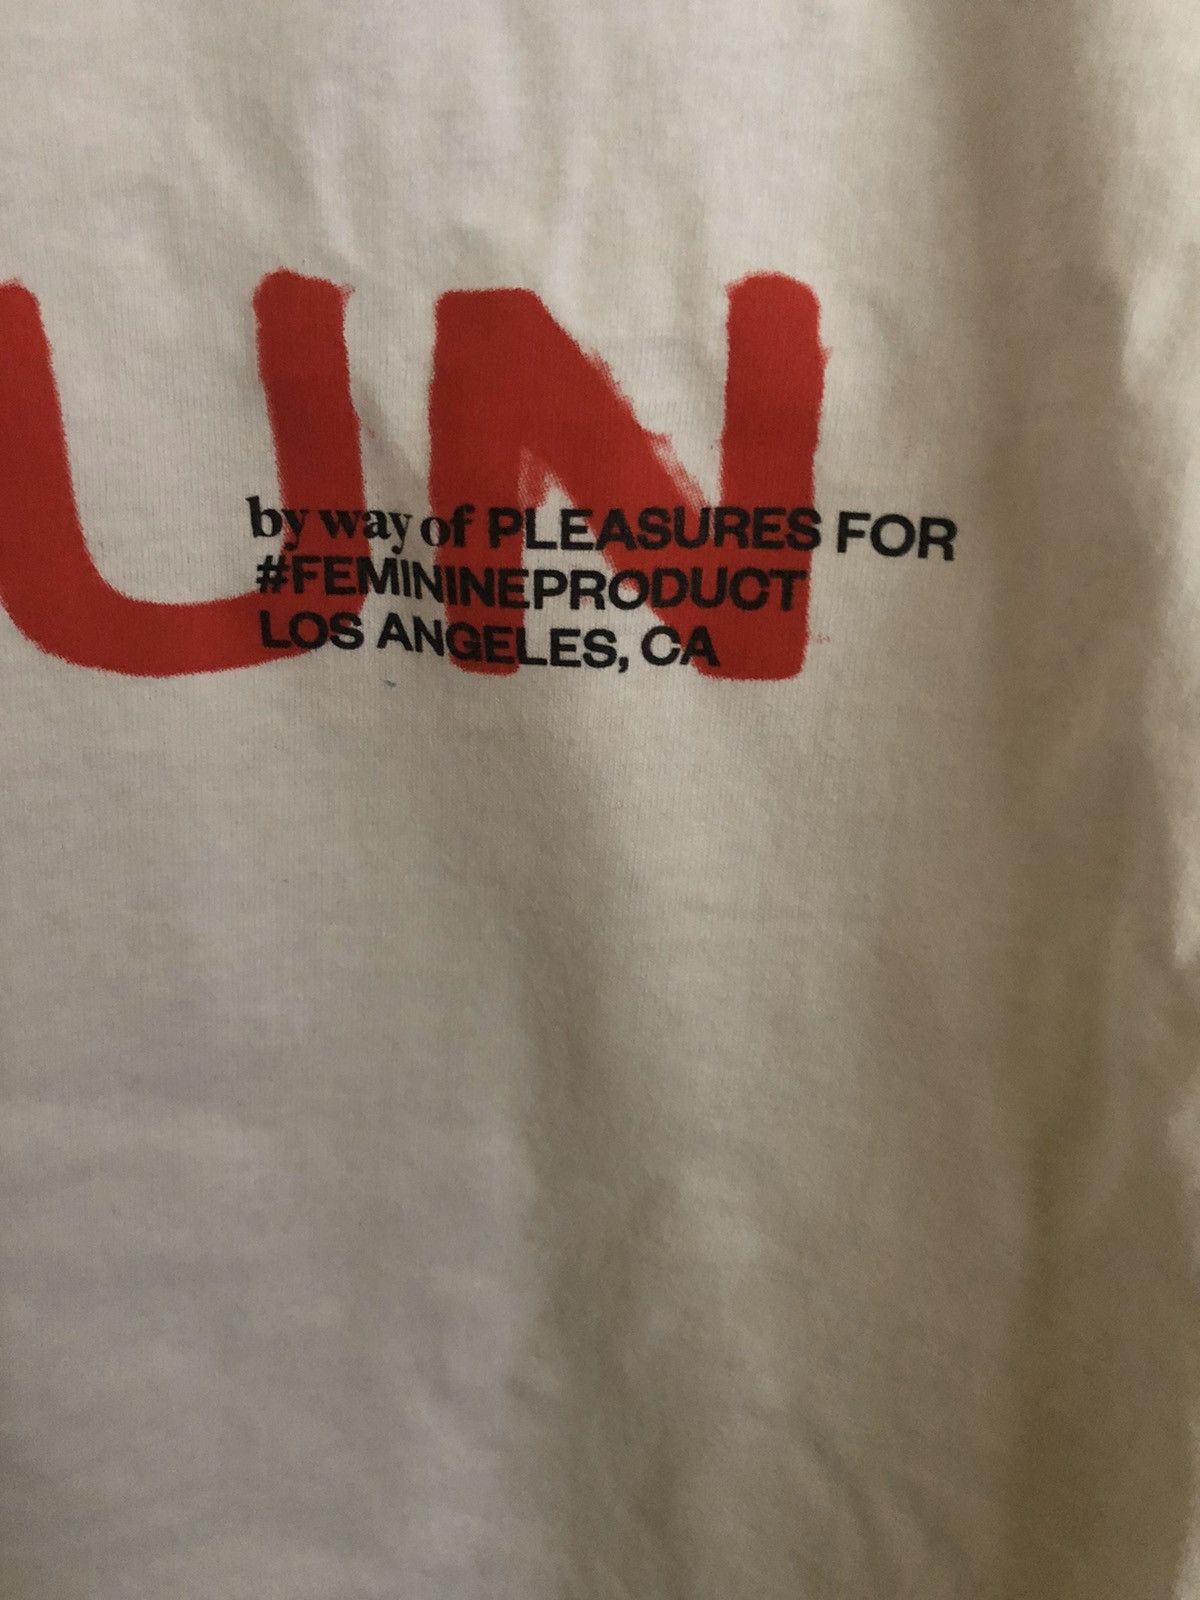 UN
by way of PLEASURES FOR
#FEMININEPRODUCT
LOS ANGELES, CA